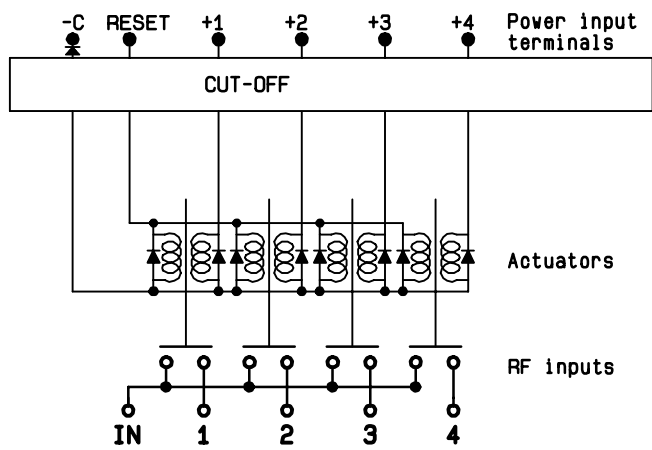 -C RESET +1 +2 +3 +4 Power input
terminals
CUT-OFF
Actuators
RF inputs
IN 1 2 3 4